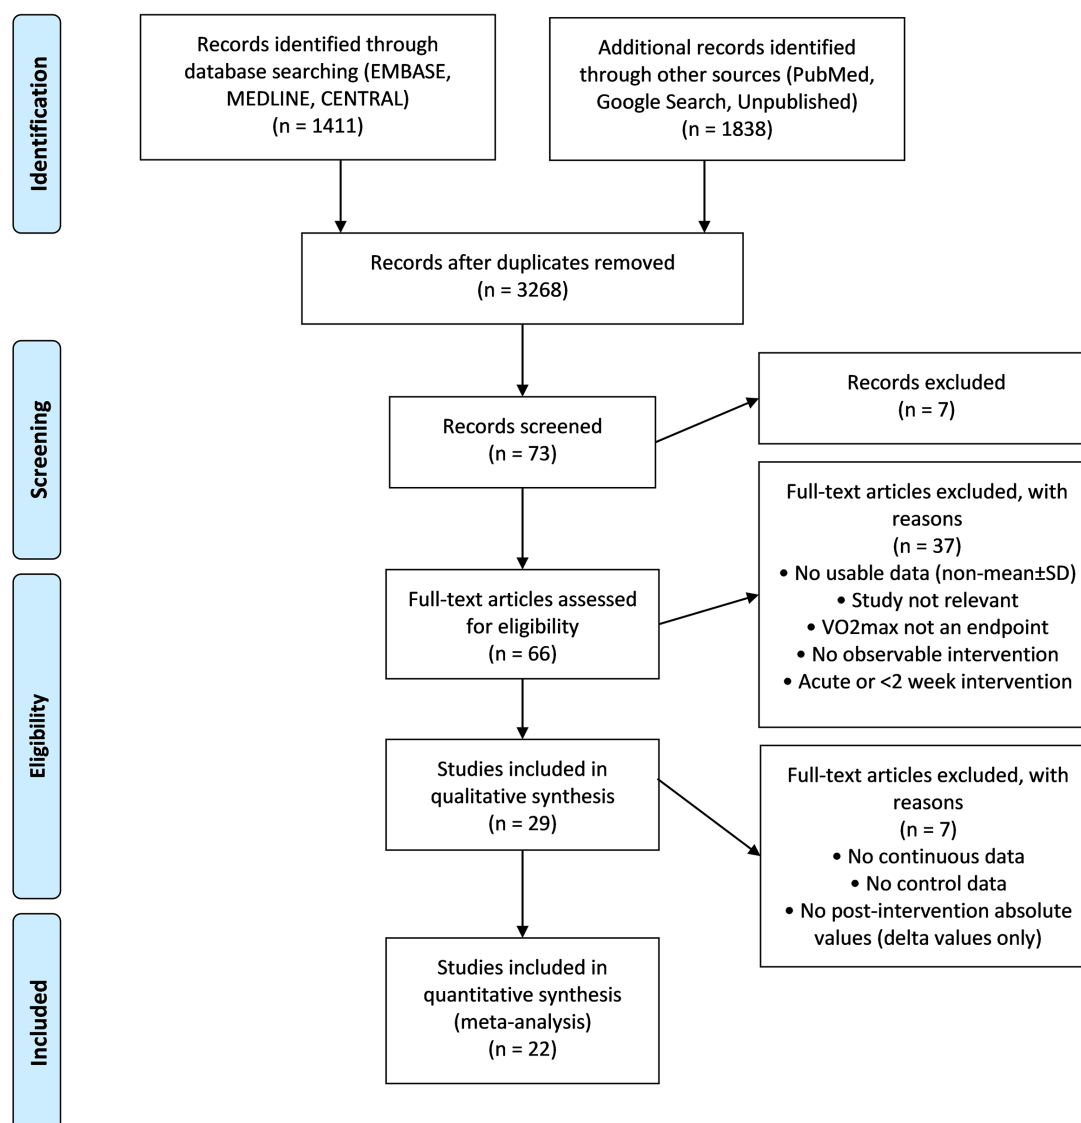 Identification
Records identified through
database searching (EMBASE,
MEDLINE, CENTRAL)
(n = 1411)
Additional records identified
through other sources (PubMed,
Google Search, Unpublished)
(n = 1838)
Records after duplicates removed
(n = 3268)
Screening
Records screened
(n = 73)
Records excluded
(n = 7)
Eligibility
Full-text articles assessed
for eligibility
(n = 66)
Full-text articles excluded, with
reasons
(n = 37)
• No usable data (non-mean±SD)
• Study not relevant
• VO2max not an endpoint
• No observable intervention
• Acute or <2 week intervention
Studies included in
qualitative synthesis
(n = 29)
Full-text articles excluded, with
reasons
(n = 7)
• No continuous data
• No control data
• No post-intervention absolute
values (delta values only)
Included
Studies included in
quantitative synthesis
(meta-analysis)
(n = 22)